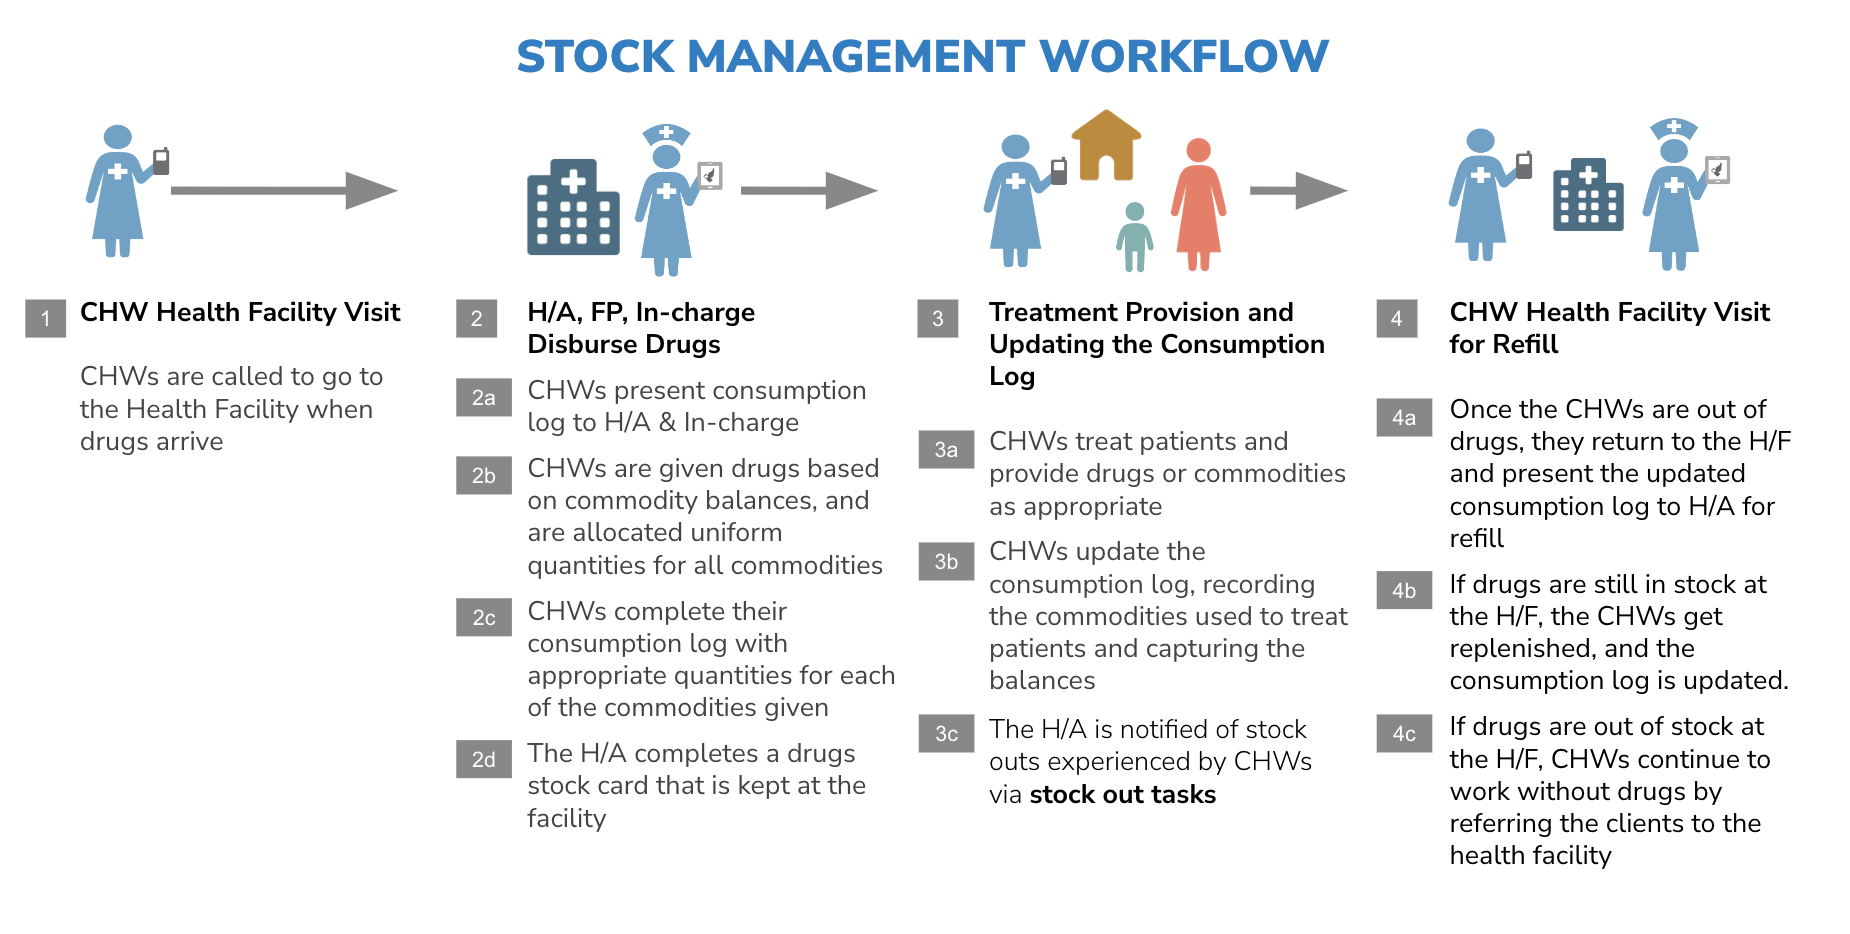 STOCK MANAGEMENT WORKFLOW
1
CHW Health Facility Visit
CHWs are called to go to
the Health Facility when
drugs arrive
2
H/A, FP, In-charge
Disburse Drugs
2a
CHWs present consumption
log to H/A & In-charge
2b
CHWs are given drugs based
on commodity balances, and
are allocated uniform
quantities for all commodities
2c
CHWs complete their
consumption log with
appropriate quantities for each
of the commodities given
2d
The H/A completes a drugs
stock card that is kept at the
facility
3
Treatment Provision and
Updating the Consumption
Log
3a
CHWs treat patients and
provide drugs or commodities
as appropriate
3b
CHWs update the
consumption log, recording
the commodities used to treat
patients and capturing the
balances
3c
The H/A is notified of stock
outs experienced by CHWs
via stock out tasks
4
CHW Health Facility Visit
for Refill
4a
Once the CHWs are out of
drugs, they return to the H/F
and present the updated
consumption log to H/A for
refill
4b
If drugs are still in stock at
the H/F, the CHWs get
replenished, and the
consumption log is updated.
4c
If drugs are out of stock at
the H/F, CHWs continue to
work without drugs by
referring the clients to the
health facility